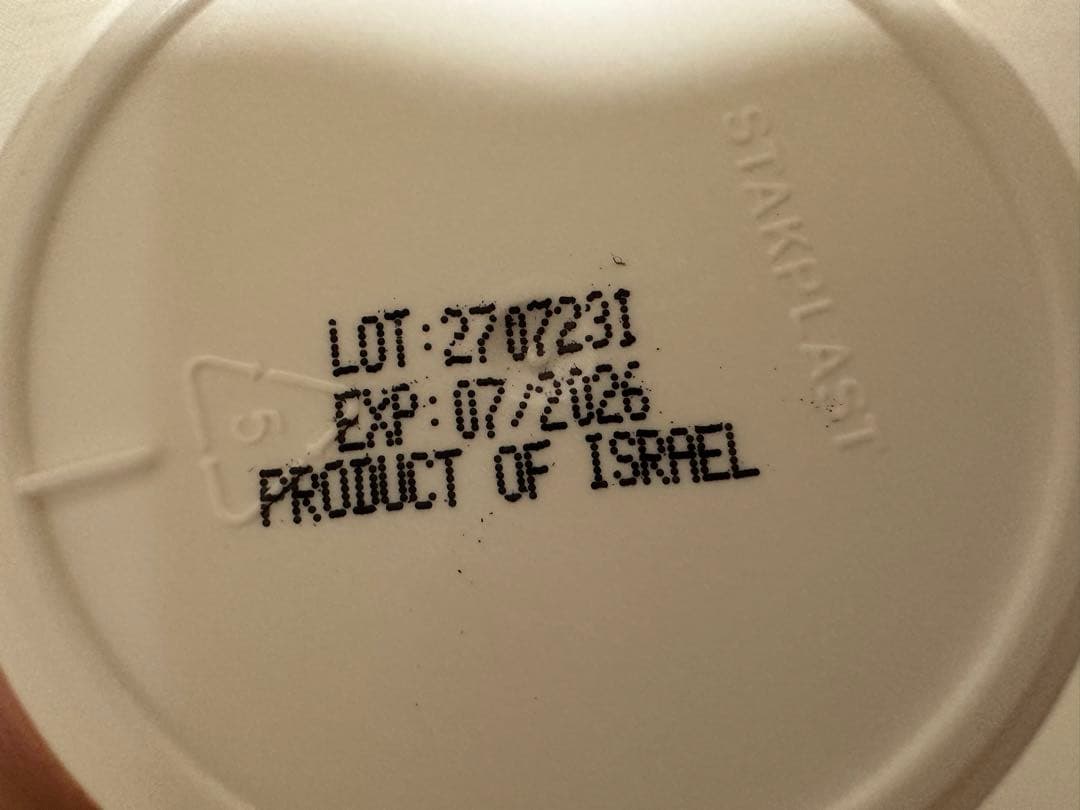 LOT:2707231
EXP:07/2026
PRODUCT OF ISRAEL
STAKPLAST
5